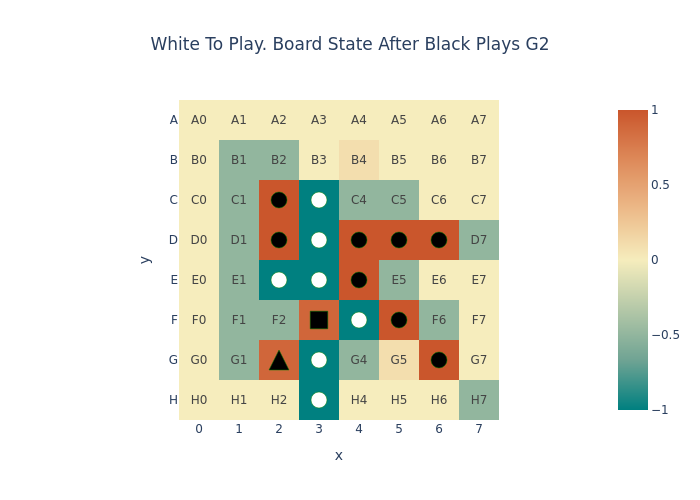 White To Play. Board State After Black Plays G2
A A0 A1 A2 A3 A4 A5 A6 A7
B B0 B1 B2 B3 B4 B5 B6 B7
C C0 C1 C4 C5 C6 C7
D D0 D1 D7
E E0 E1 E5 E6 E7
F F0 F1 F2 F6 F7
G G0 G1 G4 G5 G7
H H0 H1 H2 H4 H5 H6 H7
0 1 2 3 4 5 6 7
x
y
1
0.5
0
−0.5
−1